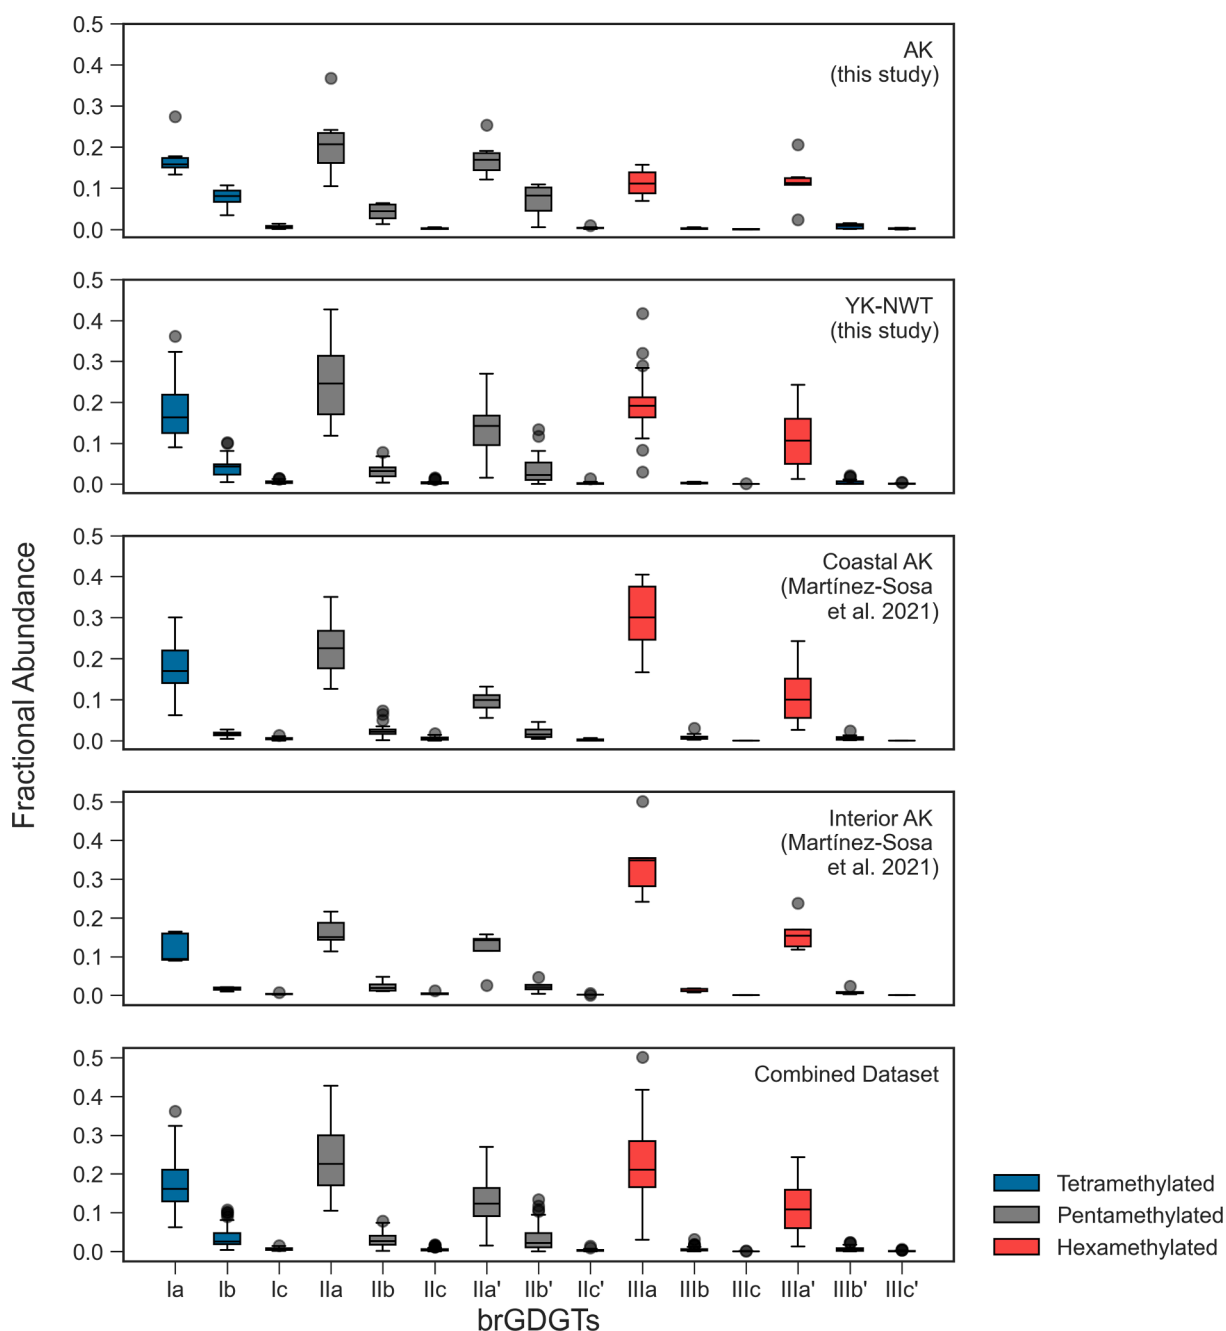 0.5
0.4
0.3
0.2
0.1
0.0
AK
(this study)
0.5
0.4
0.3
0.2
0.1
0.0
YK-NWT
(this study)
0.5
0.4
0.3
0.2
0.1
0.0
Coastal AK
(Martínez-Sosa
et al. 2021)
Fractional Abundance
0.5
0.4
0.3
0.2
0.1
0.0
Interior AK
(Martínez-Sosa
et al. 2021)
0.5
0.4
0.3
0.2
0.1
0.0
Combined Dataset
Ia Ib Ic IIa IIb IIc IIa' IIb' IIc' IIIa IIIb IIIc IIIa' IIIb' IIIc'
brGDGTs
Tetramethylated
Pentamethylated
Hexamethylated